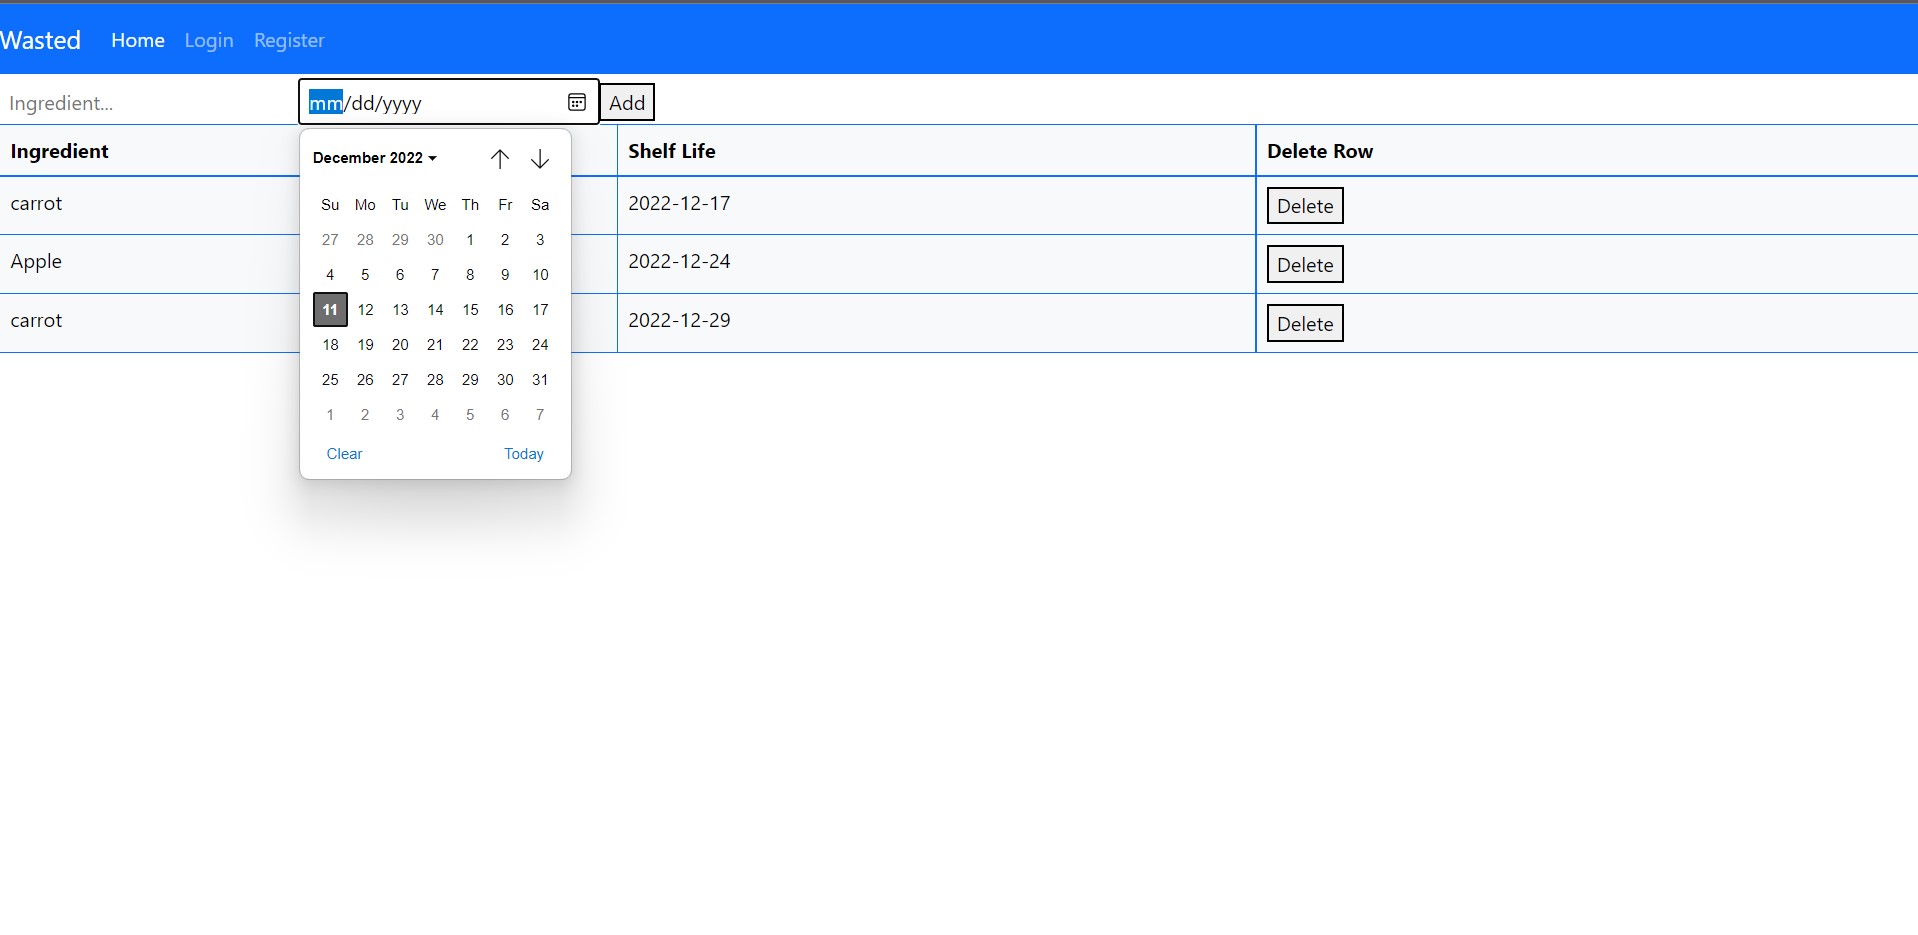 Wasted Home Login Register
Ingredient... mm/dd/yyyy Add
Ingredient Shelf Life Delete Row
carrot 2022-12-17 Delete
Apple 2022-12-24 Delete
carrot 2022-12-29 Delete
December 2022
Su Mo Tu We Th Fr Sa
27 28 29 30 1 2 3
4 5 6 7 8 9 10
11 12 13 14 15 16 17
18 19 20 21 22 23 24
25 26 27 28 29 30 31
1 2 3 4 5 6 7
Clear Today